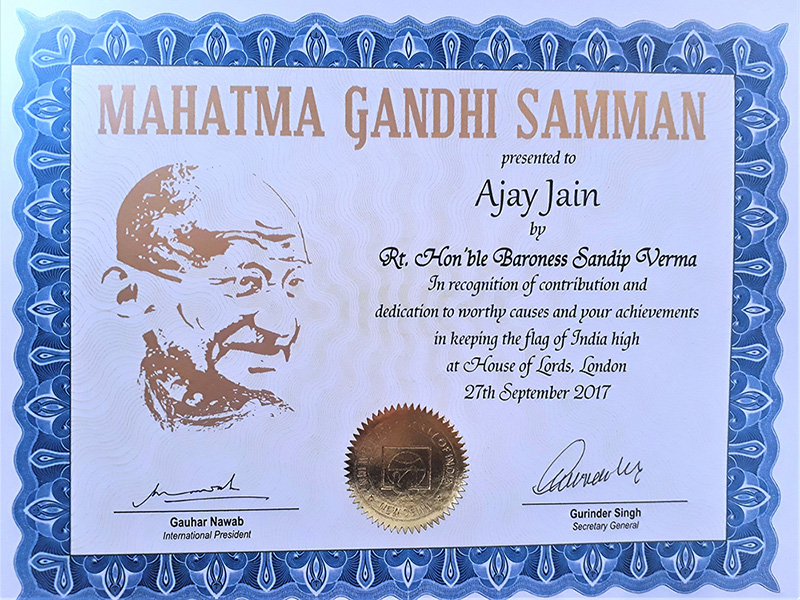 MAHATMA GANDHI SAMMAN
presented to
Ajay Jain
by
Rt. Hon'ble Baroness Sandip Verma
In recognition of contribution and
dedication to worthy causes and your achievements
in keeping the flag of India high
at House of Lords, London
27th September 2017
Gauhar Nawab
International President
Gurinder Singh
Secretary General